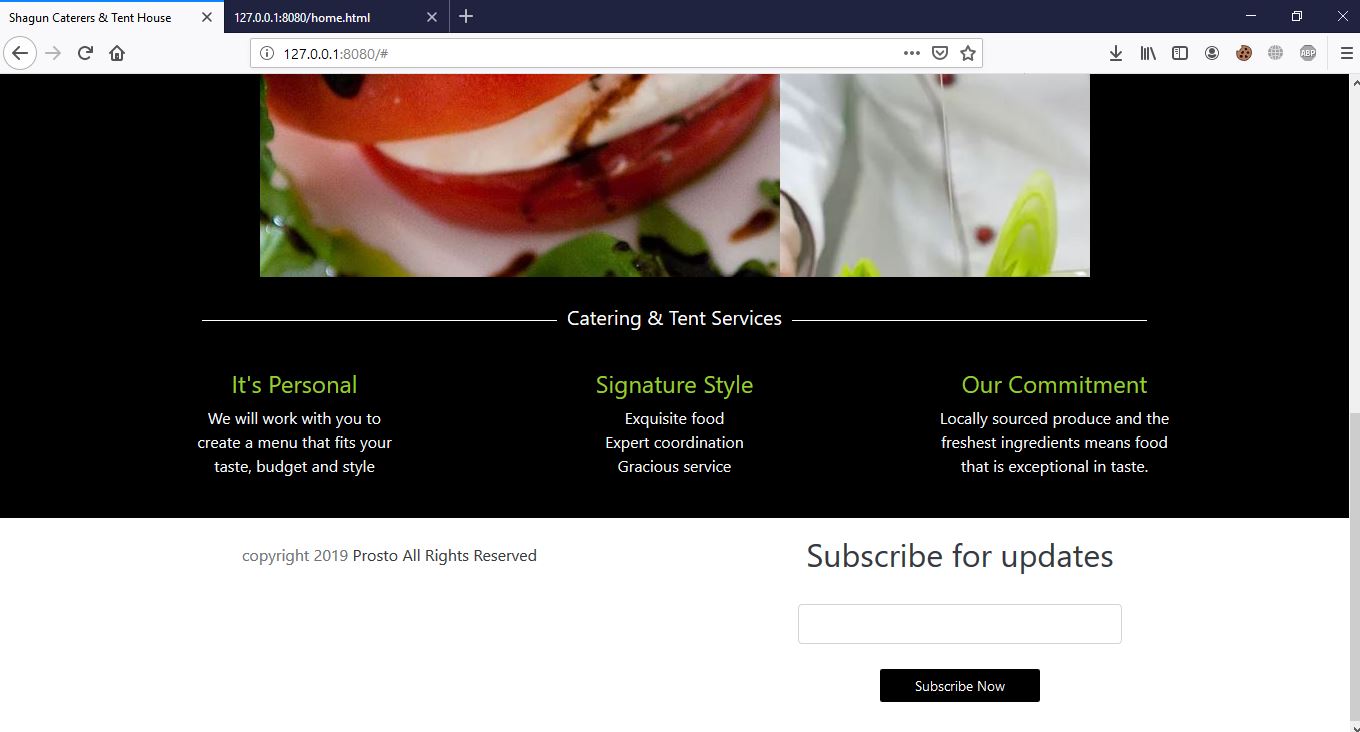 Shagun Caterers & Tent House
127.0.0.1:8080/home.html
127.0.0.1:8080/#
ABP
Catering & Tent Services
It's Personal
We will work with you to
create a menu that fits your
taste, budget and style
Signature Style
Exquisite food
Expert coordination
Gracious service
Our Commitment
Locally sourced produce and the
freshest ingredients means food
that is exceptional in taste.
copyright 2019 Prosto All Rights Reserved
Subscribe for updates
Subscribe Now